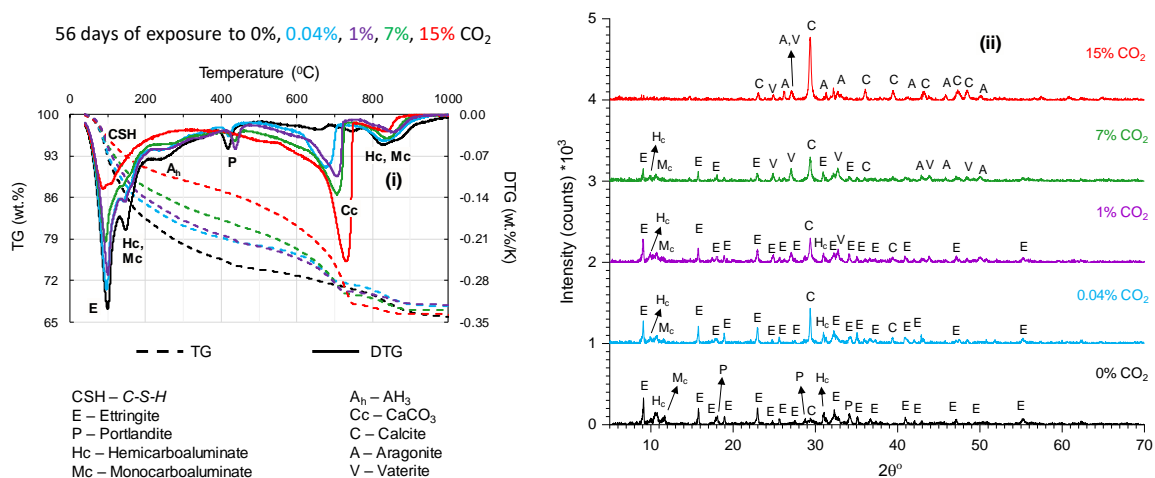 56 days of exposure to 0%, 0.04%, 1%, 7%, 15% CO₂
Temperature (⁰C)
0 200 400 600 800 1000
100 93 86 79 72 65
TG (wt.%)
0.00 -0.07 -0.14 -0.21 -0.28 -0.35
DTG (wt.%/K)
CSH
Aₕ
P
Hc, Mc
(i)
Cc
Hc,
Mc
E
TG DTG
CSH – C-S-H
E – Ettringite
P – Portlandite
Hc – Hemicarboaluminate
Mc – Monocarboaluminate
Aₕ – AH₃
Cc – CaCO₃
C – Calcite
A – Aragonite
V – Vaterite
(ii)
Intensity (counts) *10³
5 4 3 2 1 0
15% CO₂
C V A A,V C A A C C A C A C C A
7% CO₂
E Hc Mc E E E V V C E V E C A V A V A
1% CO₂
E Hc Mc E E E E E E E C Hc E V E E E E C E E E E
0.04% CO₂
E Hc Mc E E E E E E E C Hc E E E E E C E E E E
0% CO₂
E Hc Mc E E P E E E E E P C Hc E P E E E E E E E E
10 20 30 40 50 60 70
2θ°